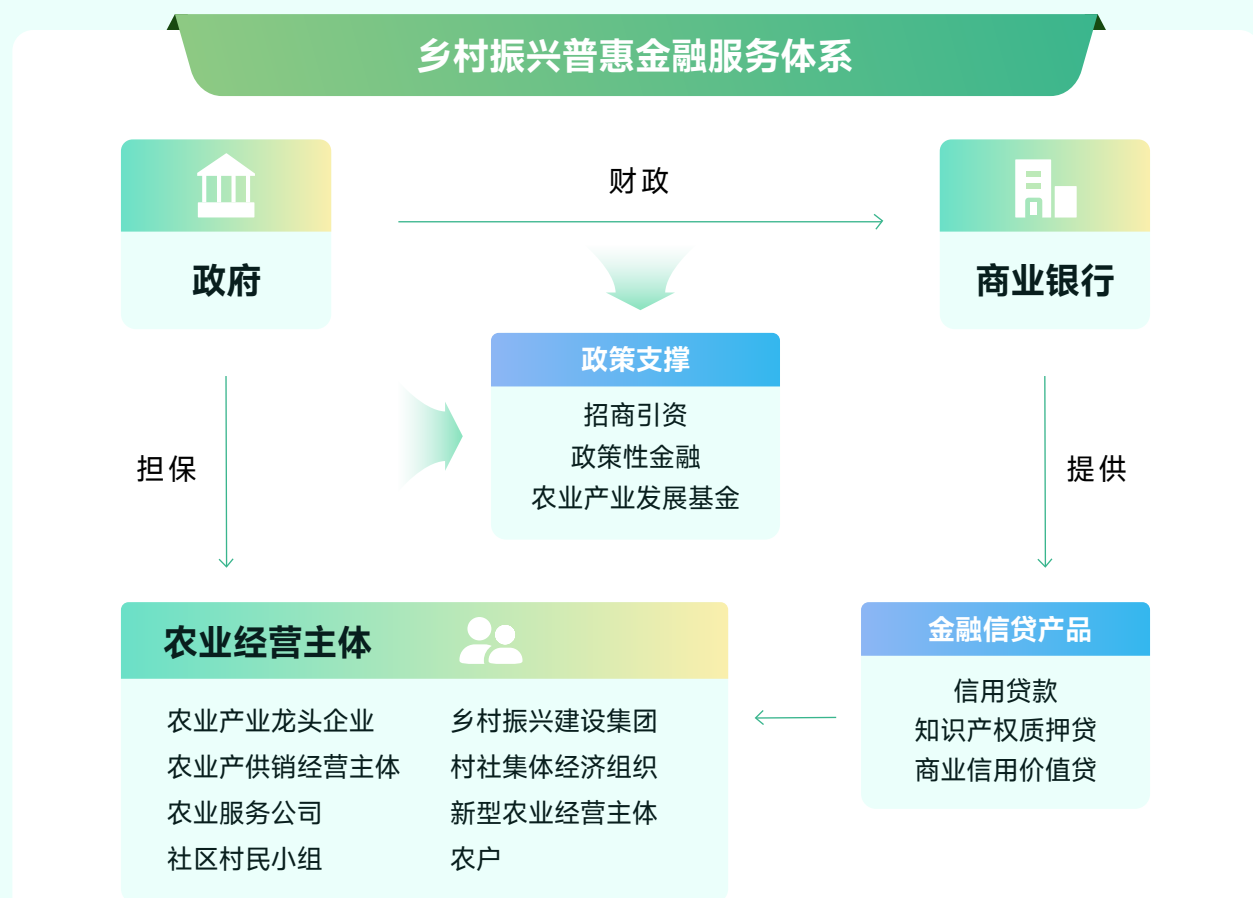 乡村振兴普惠金融服务体系
政府
财政
商业银行
政策支撑
招商引资
政策性金融
农业产业发展基金
担保
提供
农业经营主体
农业产业龙头企业
乡村振兴建设集团
农业产供销经营主体
村社集体经济组织
农业服务公司
新型农业经营主体
社区村民小组
农户
金融信贷产品
信用贷款
知识产权质押贷
商业信用价值贷